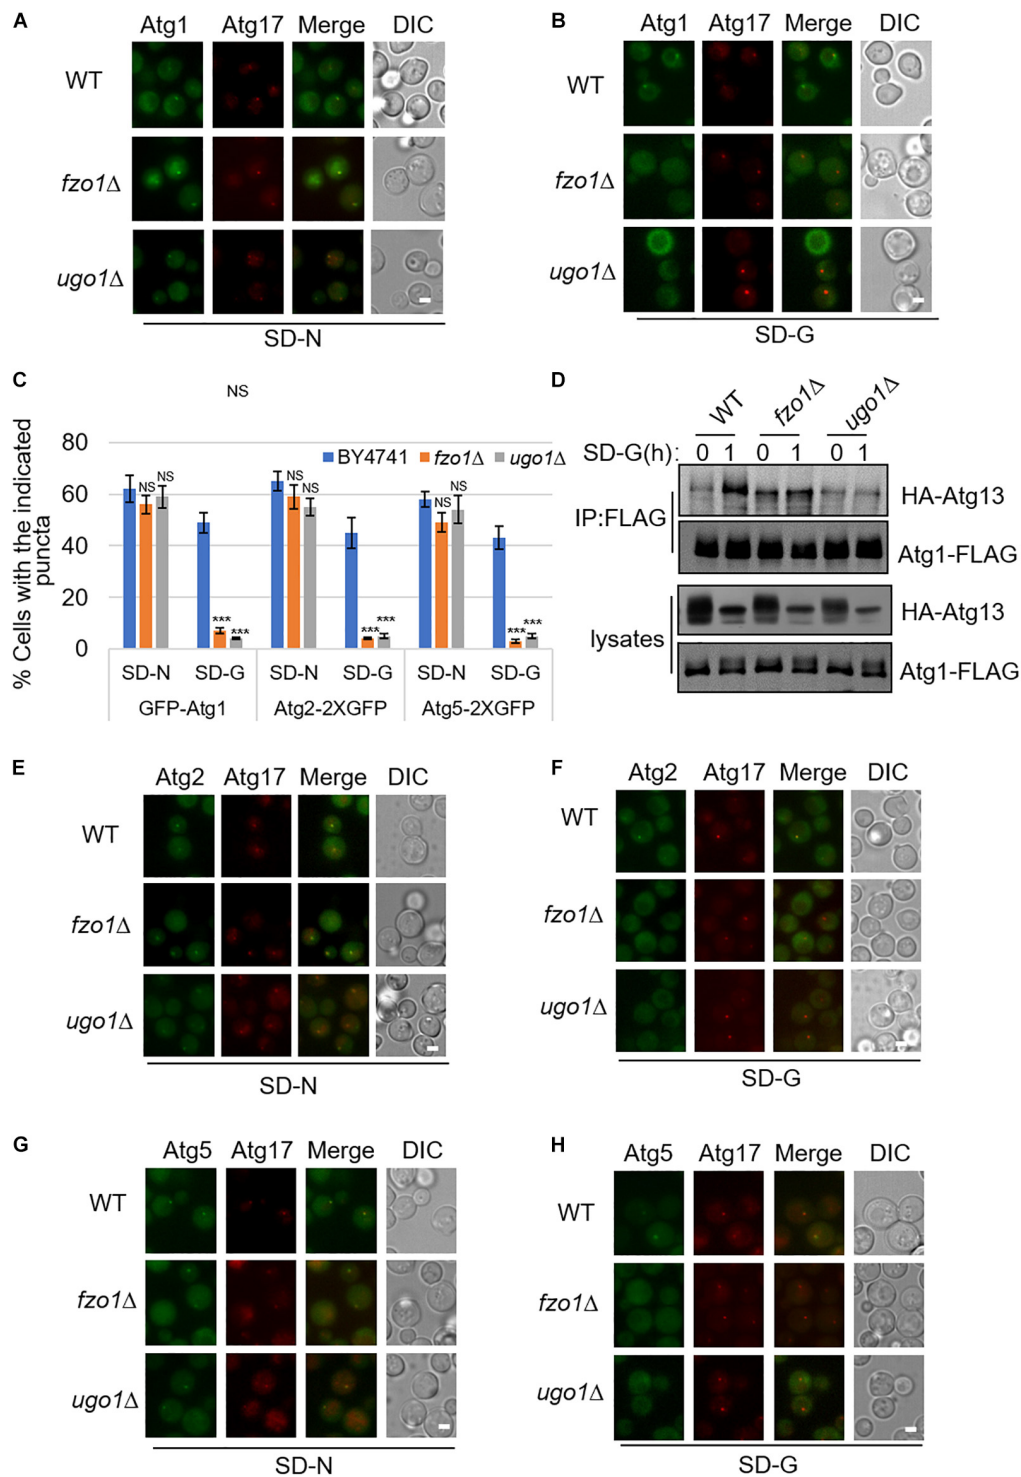 A
Atg1 Atg17 Merge DIC
WT
fzo1Δ
ugo1Δ
SD-N
B
Atg1 Atg17 Merge DIC
WT
fzo1Δ
ugo1Δ
SD-G
C
NS
% Cells with the indicated
puncta
80
60
40
20
0
BY4741 fzo1Δ ugo1Δ
NS NS NS NS NS NS
*** *** *** *** *** ***
SD-N SD-G SD-N SD-G SD-N SD-G
GFP-Atg1 Atg2-2XGFP Atg5-2XGFP
D
WT fzo1Δ ugo1Δ
SD-G(h): 0 1 0 1 0 1
IP:FLAG
HA-Atg13
Atg1-FLAG
lysates
HA-Atg13
Atg1-FLAG
E
Atg2 Atg17 Merge DIC
WT
fzo1Δ
ugo1Δ
SD-N
F
Atg2 Atg17 Merge DIC
WT
fzo1Δ
ugo1Δ
SD-G
G
Atg5 Atg17 Merge DIC
WT
fzo1Δ
ugo1Δ
SD-N
H
Atg5 Atg17 Merge DIC
WT
fzo1Δ
ugo1Δ
SD-G